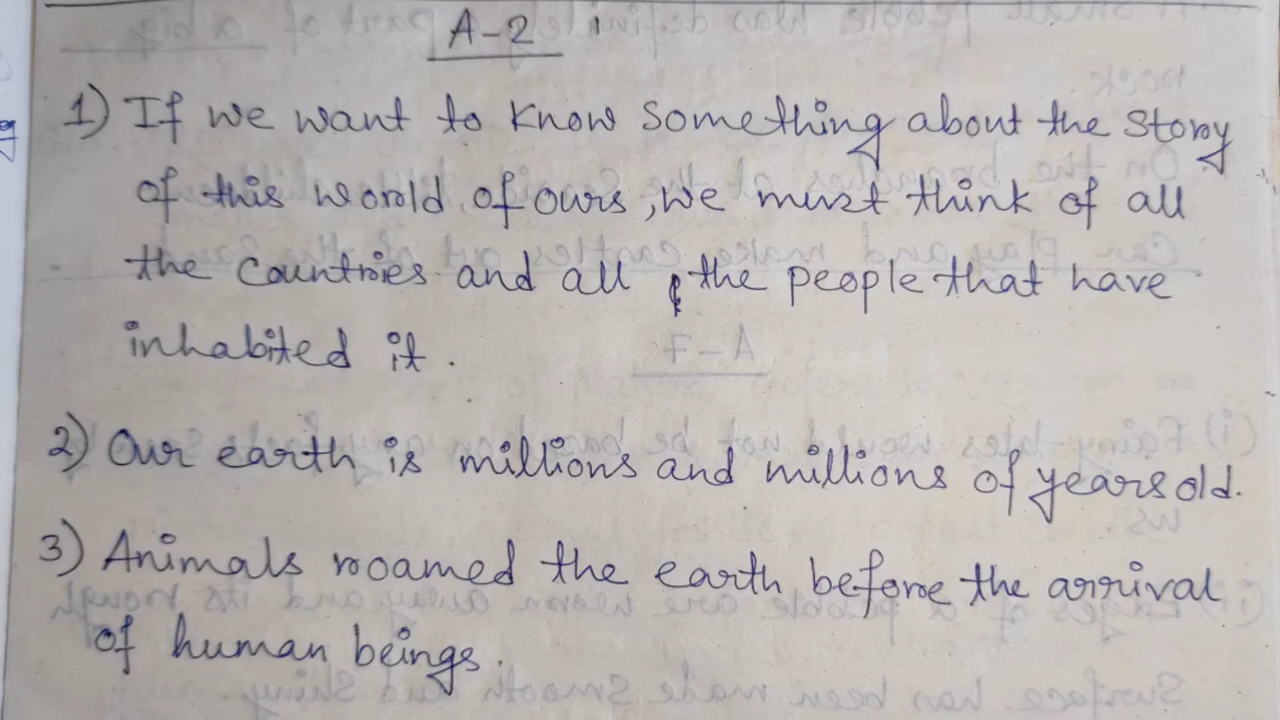 A-2
1) If we want to know something about the story
of this world of ours, we must think of all
the countries and all the people that have
inhabited it.
2) Our earth is millions and millions of years old.
3) Animals roamed the earth before the arrival
of human beings.